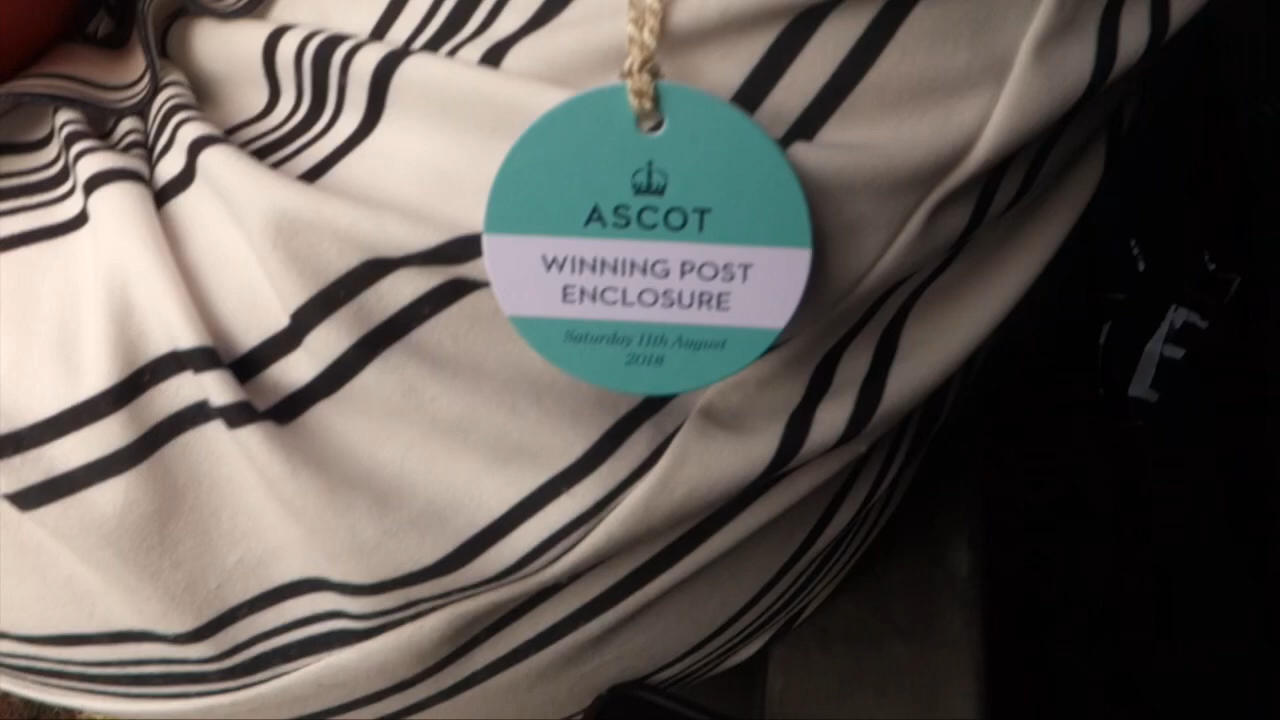 ASCOT
WINNING POST
ENCLOSURE
Saturday 11th August
2018